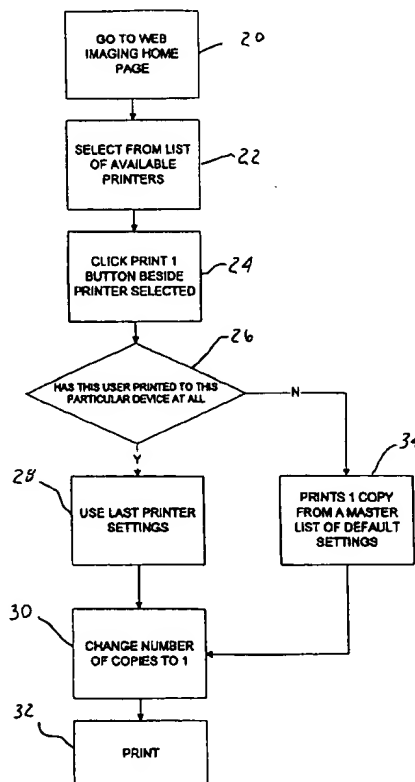 GO TO WEB
IMAGING HOME
PAGE
20
SELECT FROM LIST
OF AVAILABLE
PRINTERS
22
CLICK PRINT 1
BUTTON BESIDE
PRINTER SELECTED
24
26
HAS THIS USER PRINTED TO THIS
PARTICULAR DEVICE AT ALL
N
Y
28
USE LAST PRINTER
SETTINGS
34
PRINTS 1 COPY
FROM A MASTER
LIST OF DEFAULT
SETTINGS
30
CHANGE NUMBER
OF COPIES TO 1
32
PRINT